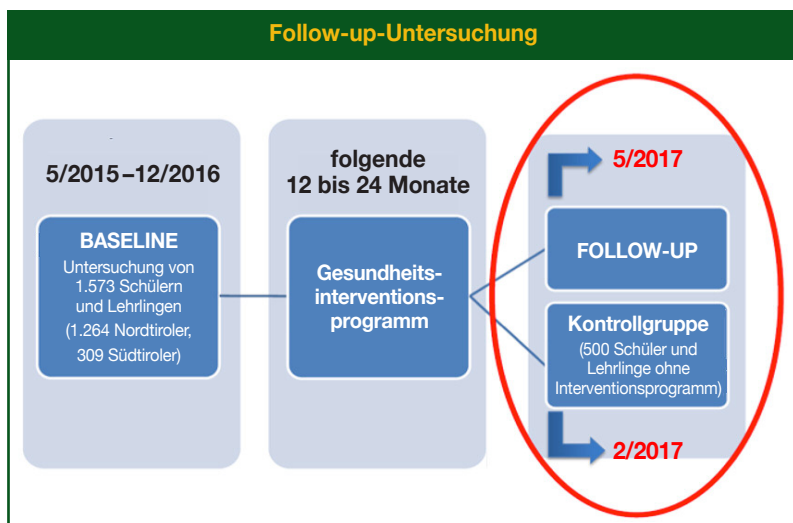 Follow-up-Untersuchung
5/2015–12/2016
BASELINE
Untersuchung von
1.573 Schülern
und Lehrlingen
(1.264 Nordtiroler,
309 Südtiroler)
folgende
12 bis 24 Monate
Gesundheits-
interventions-
programm
5/2017
FOLLOW-UP
Kontrollgruppe
(500 Schüler und
Lehrlinge ohne
Interventionsprogramm)
2/2017